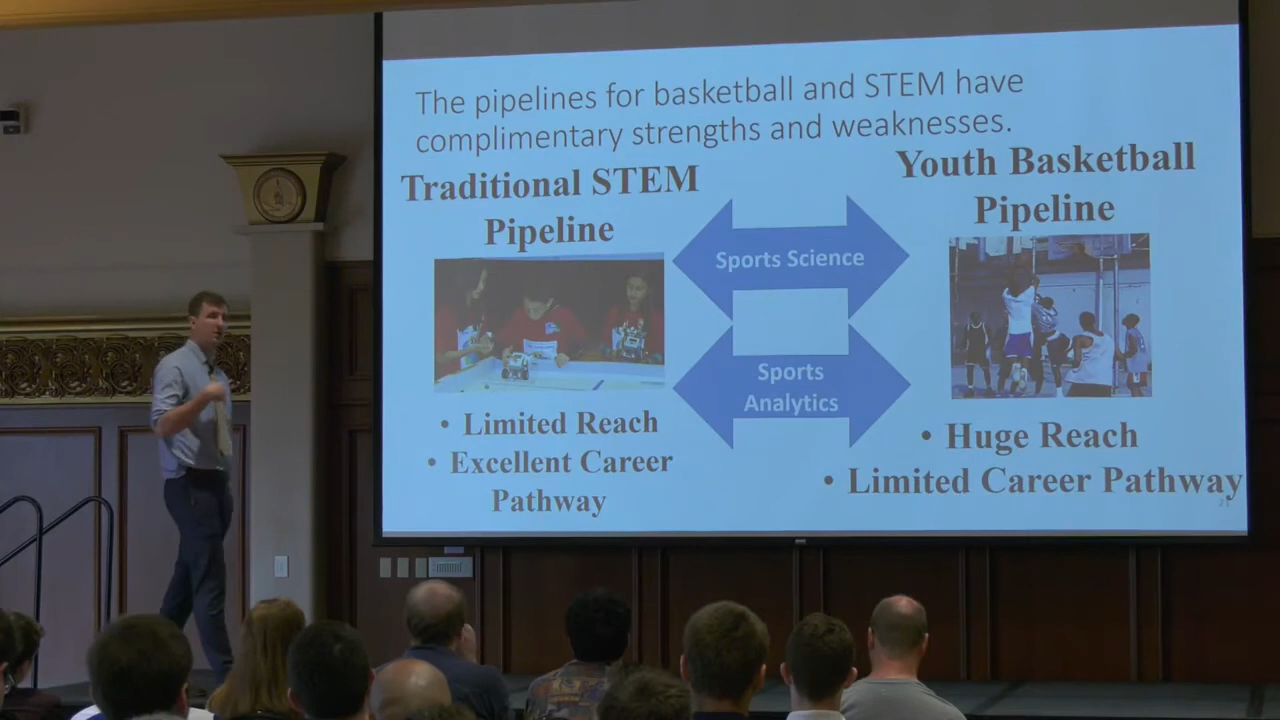 The pipelines for basketball and STEM have
complimentary strengths and weaknesses.
Traditional STEM
Pipeline
• Limited Reach
• Excellent Career
Pathway
Sports Science
Sports
Analytics
Youth Basketball
Pipeline
• Huge Reach
• Limited Career Pathway